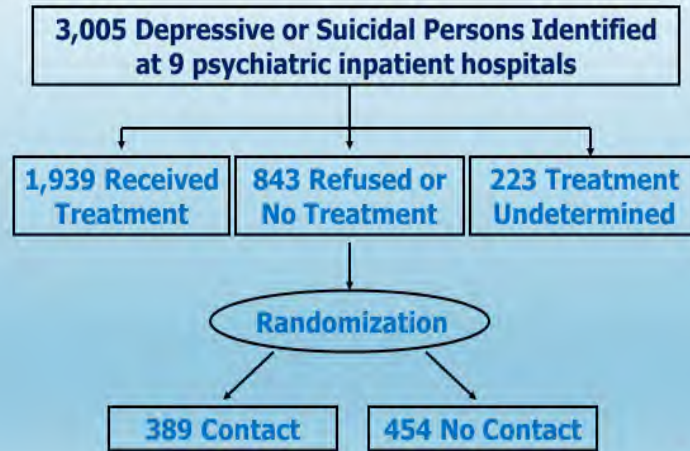 3,005 Depressive or Suicidal Persons Identified
at 9 psychiatric inpatient hospitals
1,939 Received
Treatment
843 Refused or
No Treatment
223 Treatment
Undetermined
Randomization
389 Contact
454 No Contact